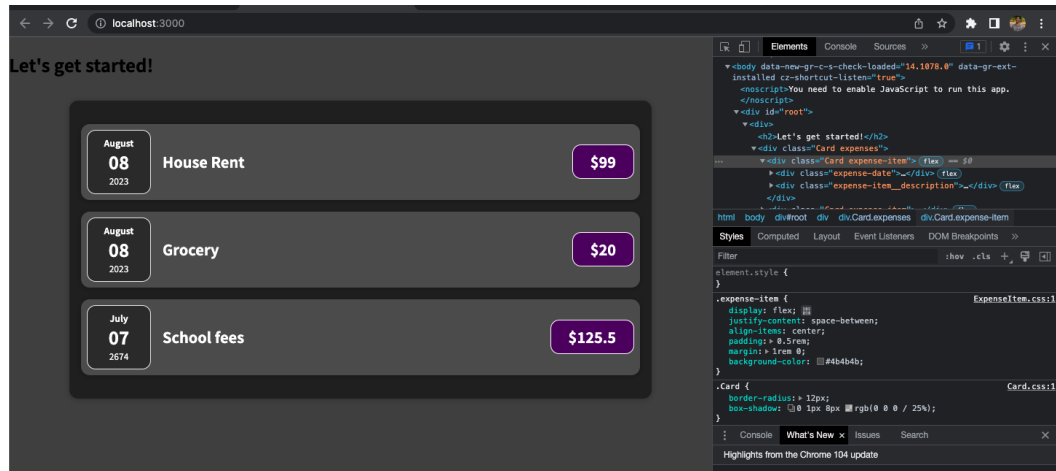 localhost:3000
Let's get started!
August
08
2023
House Rent
$99
August
08
2023
Grocery
$20
July
07
2674
School fees
$125.5
Elements Console Sources » 1
▼<body data-new-gr-c-s-check-loaded="14.1078.0" data-gr-ext-
installed cz-shortcut-listen="true">
<noscript>You need to enable JavaScript to run this app.
</noscript>
▼<div id="root">
▼<div>
<h2>Let's get started!</h2>
▼<div class="Card expenses">
... ▼<div class="Card expense-item"> flex == $0
▶<div class="expense-date">…</div> flex
▶<div class="expense-item__description">…</div> flex
</div>
html body div#root div div.Card.expenses div.Card.expense-item
Styles Computed Layout Event Listeners DOM Breakpoints »
Filter :hov .cls +
element.style {
}
.expense-item { ExpenseItem.css:1
display: flex;
justify-content: space-between;
align-items: center;
padding:▶ 0.5rem;
margin:▶ 1rem 0;
background-color: #4b4b4b;
}
.Card { Card.css:1
border-radius:▶ 12px;
box-shadow: 0 1px 8px rgb(0 0 0 / 25%);
}
Console What's New × Issues Search
Highlights from the Chrome 104 update